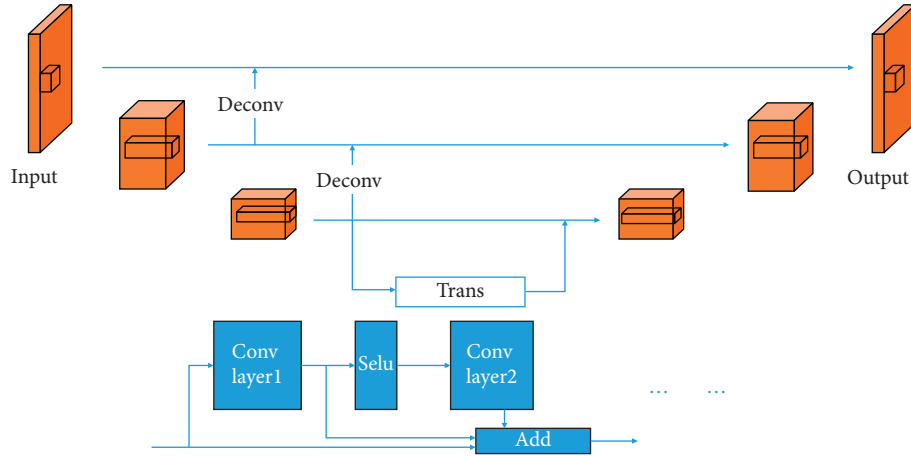 Deconv
Input
Deconv
Output
Trans
Conv
layer1
Selu
Conv
layer2
... ...
Add